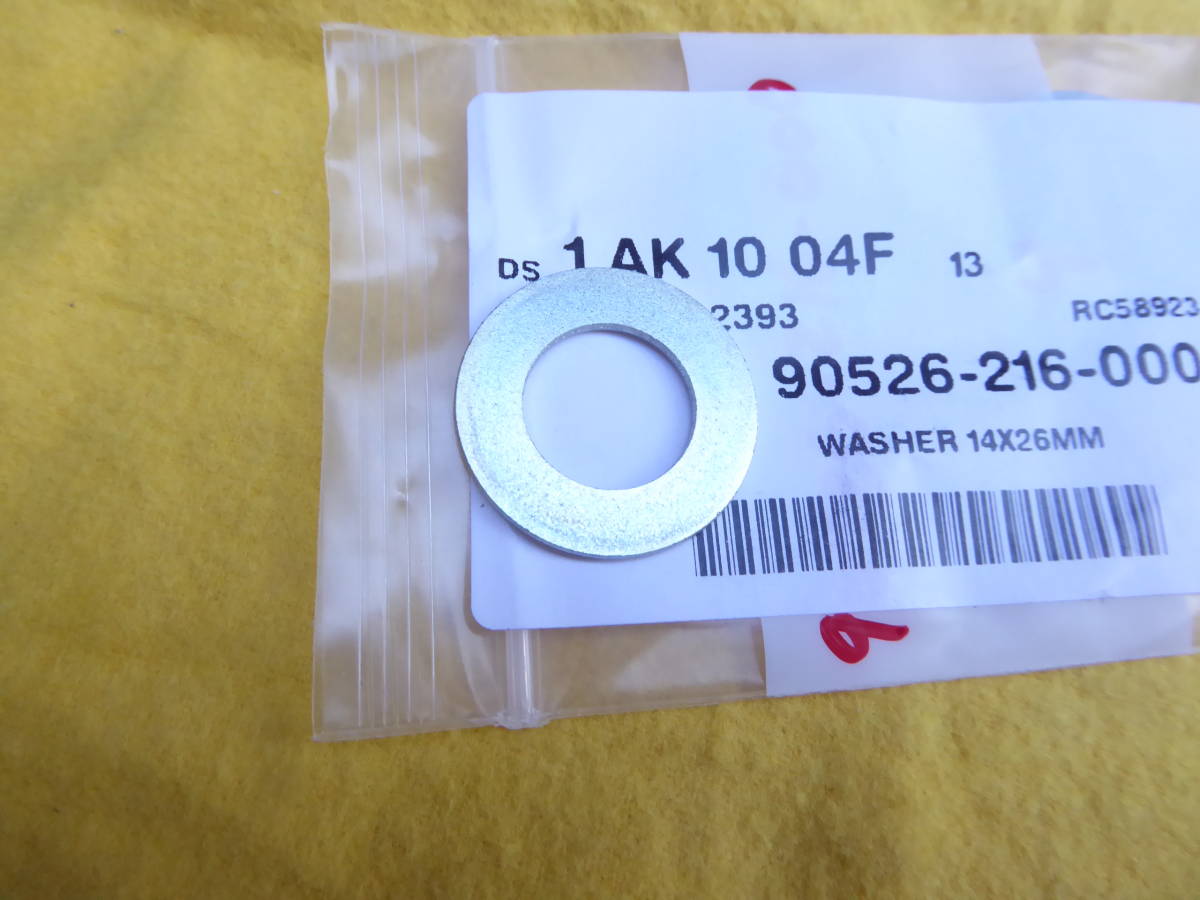 DS 1 AK 10 04F 13
2393 RC58923
90526-216-000
WASHER 14X26MM